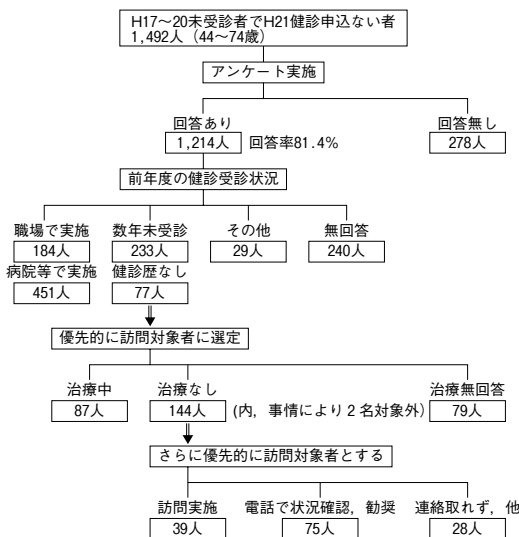 H17〜20未受診者でH21健診申込ない者
1,492人（44〜74歳）
アンケート実施
回答あり 回答無し
1,214人 回答率81.4% 278人
前年度の健診受診状況
職場で実施 数年未受診 その他 無回答
184人 233人 29人 240人
病院等で実施 健診歴なし
451人 77人
優先的に訪問対象者に選定
治療中 治療なし 治療無回答
87人 144人 (内，事情により２名対象外) 79人
さらに優先的に訪問対象者とする
訪問実施 電話で状況確認，勧奨 連絡取れず，他
39人 75人 28人